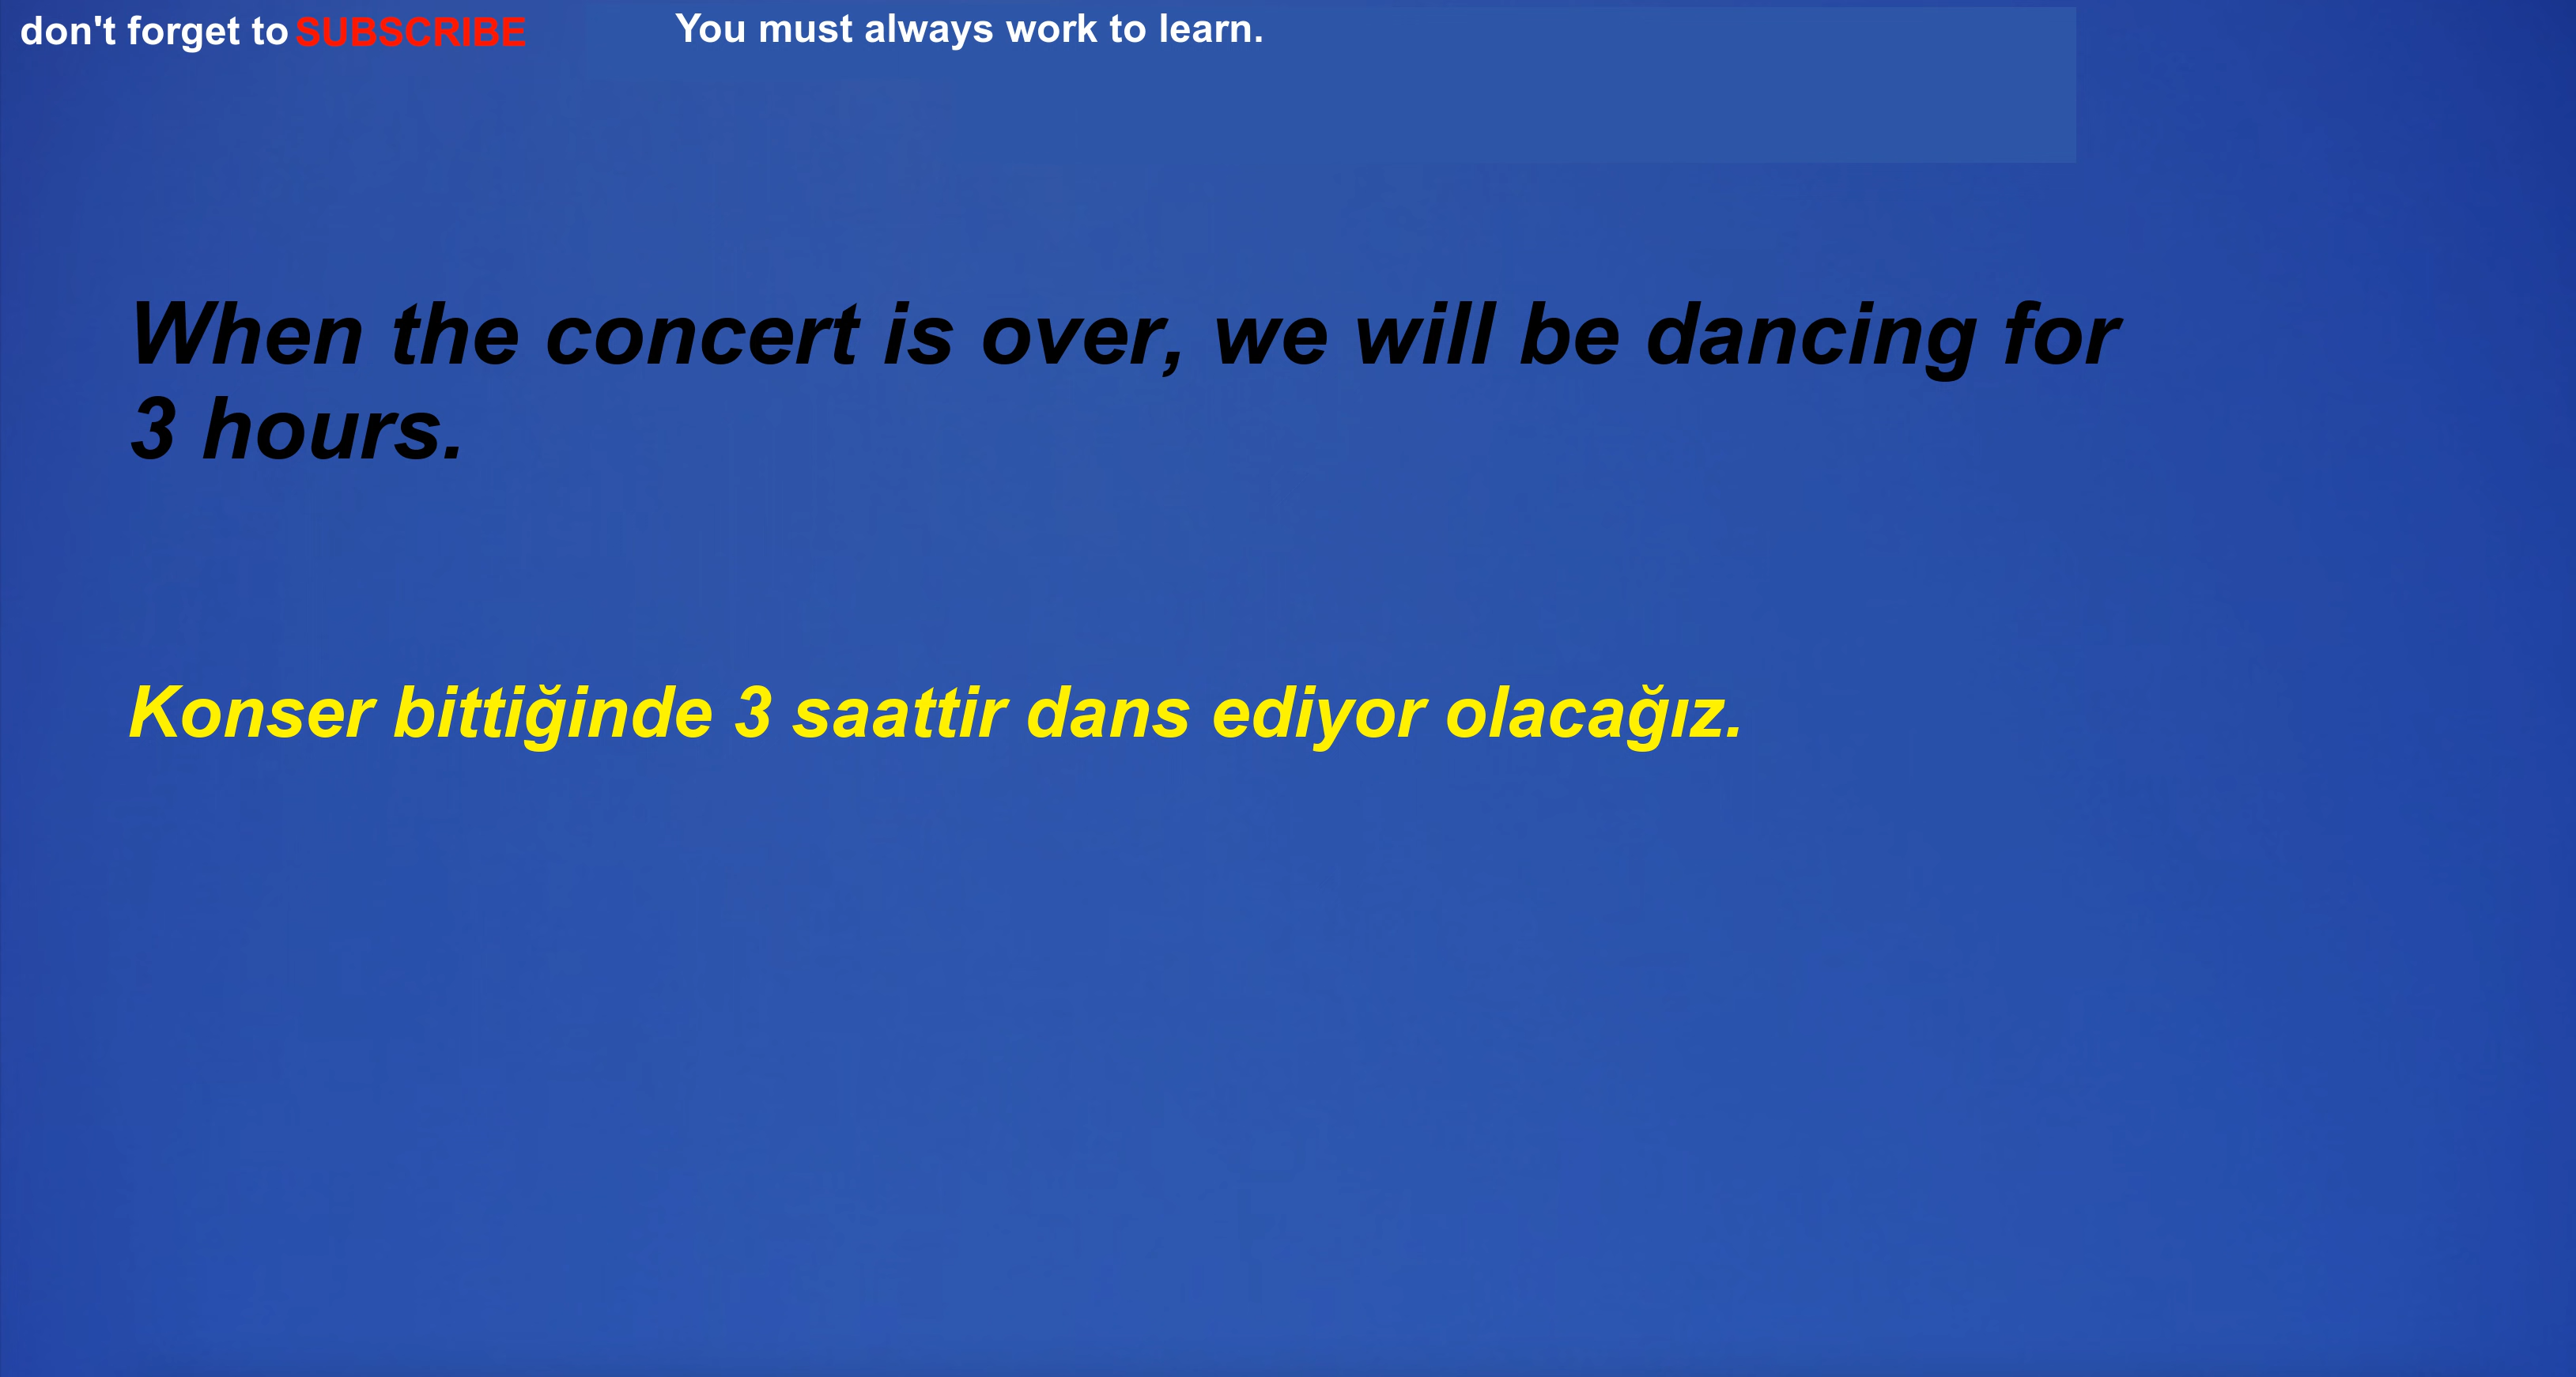 don't forget to SUBSCRIBE
You must always work to learn.
When the concert is over, we will be dancing for
3 hours.
Konser bittiğinde 3 saattir dans ediyor olacağız.